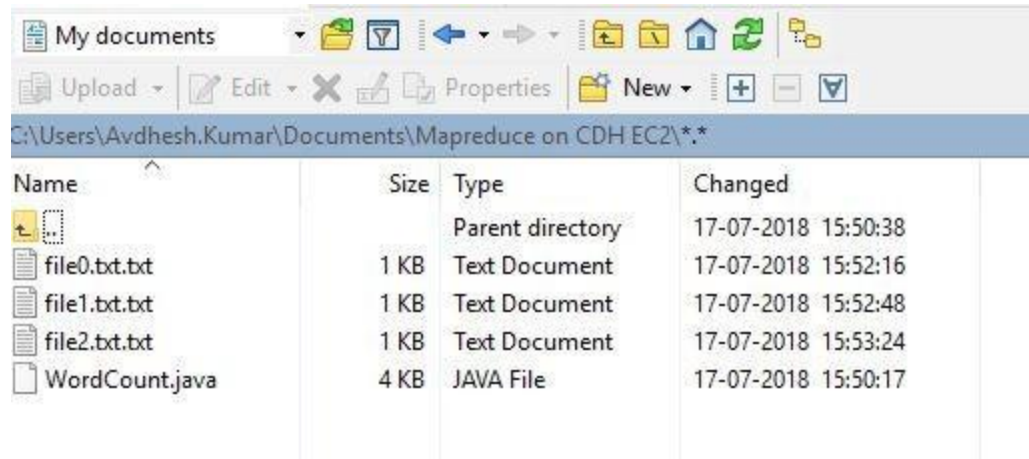 My documents
Upload Edit Properties New
C:\Users\Avdhesh.Kumar\Documents\Mapreduce on CDH EC2\*.*
Name Size Type Changed
.. Parent directory 17-07-2018 15:50:38
file0.txt.txt 1 KB Text Document 17-07-2018 15:52:16
file1.txt.txt 1 KB Text Document 17-07-2018 15:52:48
file2.txt.txt 1 KB Text Document 17-07-2018 15:53:24
WordCount.java 4 KB JAVA File 17-07-2018 15:50:17